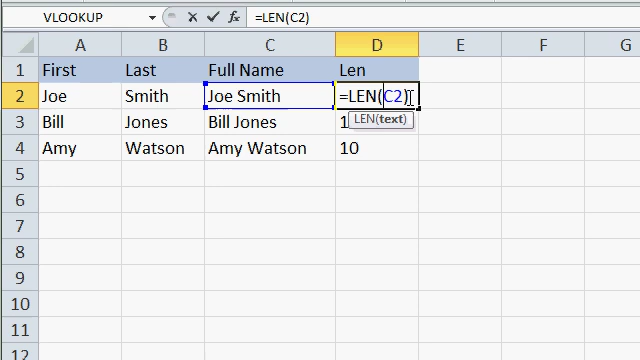 VLOOKUP =LEN(C2)
A B C D E F G
1 First Last Full Name Len
2 Joe Smith Joe Smith =LEN(C2)
LEN(text)
3 Bill Jones Bill Jones 1
4 Amy Watson Amy Watson 10
5
6
7
8
9
10
11
12